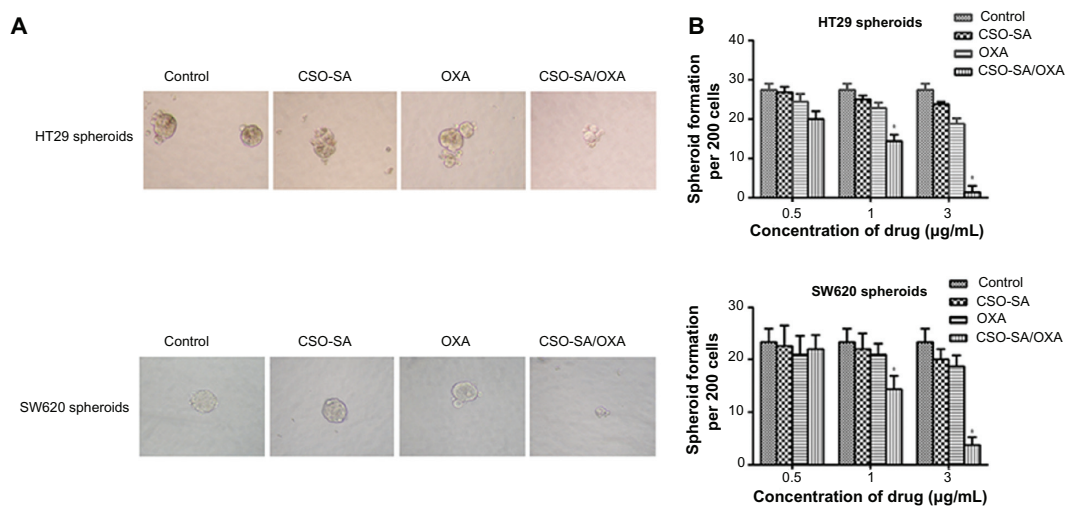 A
Control
CSO-SA
OXA
CSO-SA/OXA
HT29 spheroids
Control
CSO-SA
OXA
CSO-SA/OXA
SW620 spheroids
B
HT29 spheroids
Control
CSO-SA
OXA
CSO-SA/OXA
Spheroid formation
per 200 cells
40
30
20
10
0
0.5
1
3
*
*
Concentration of drug (μg/mL)
SW620 spheroids
Control
CSO-SA
OXA
CSO-SA/OXA
Spheroid formation
per 200 cells
30
20
10
0
0.5
1
3
*
*
Concentration of drug (μg/mL)